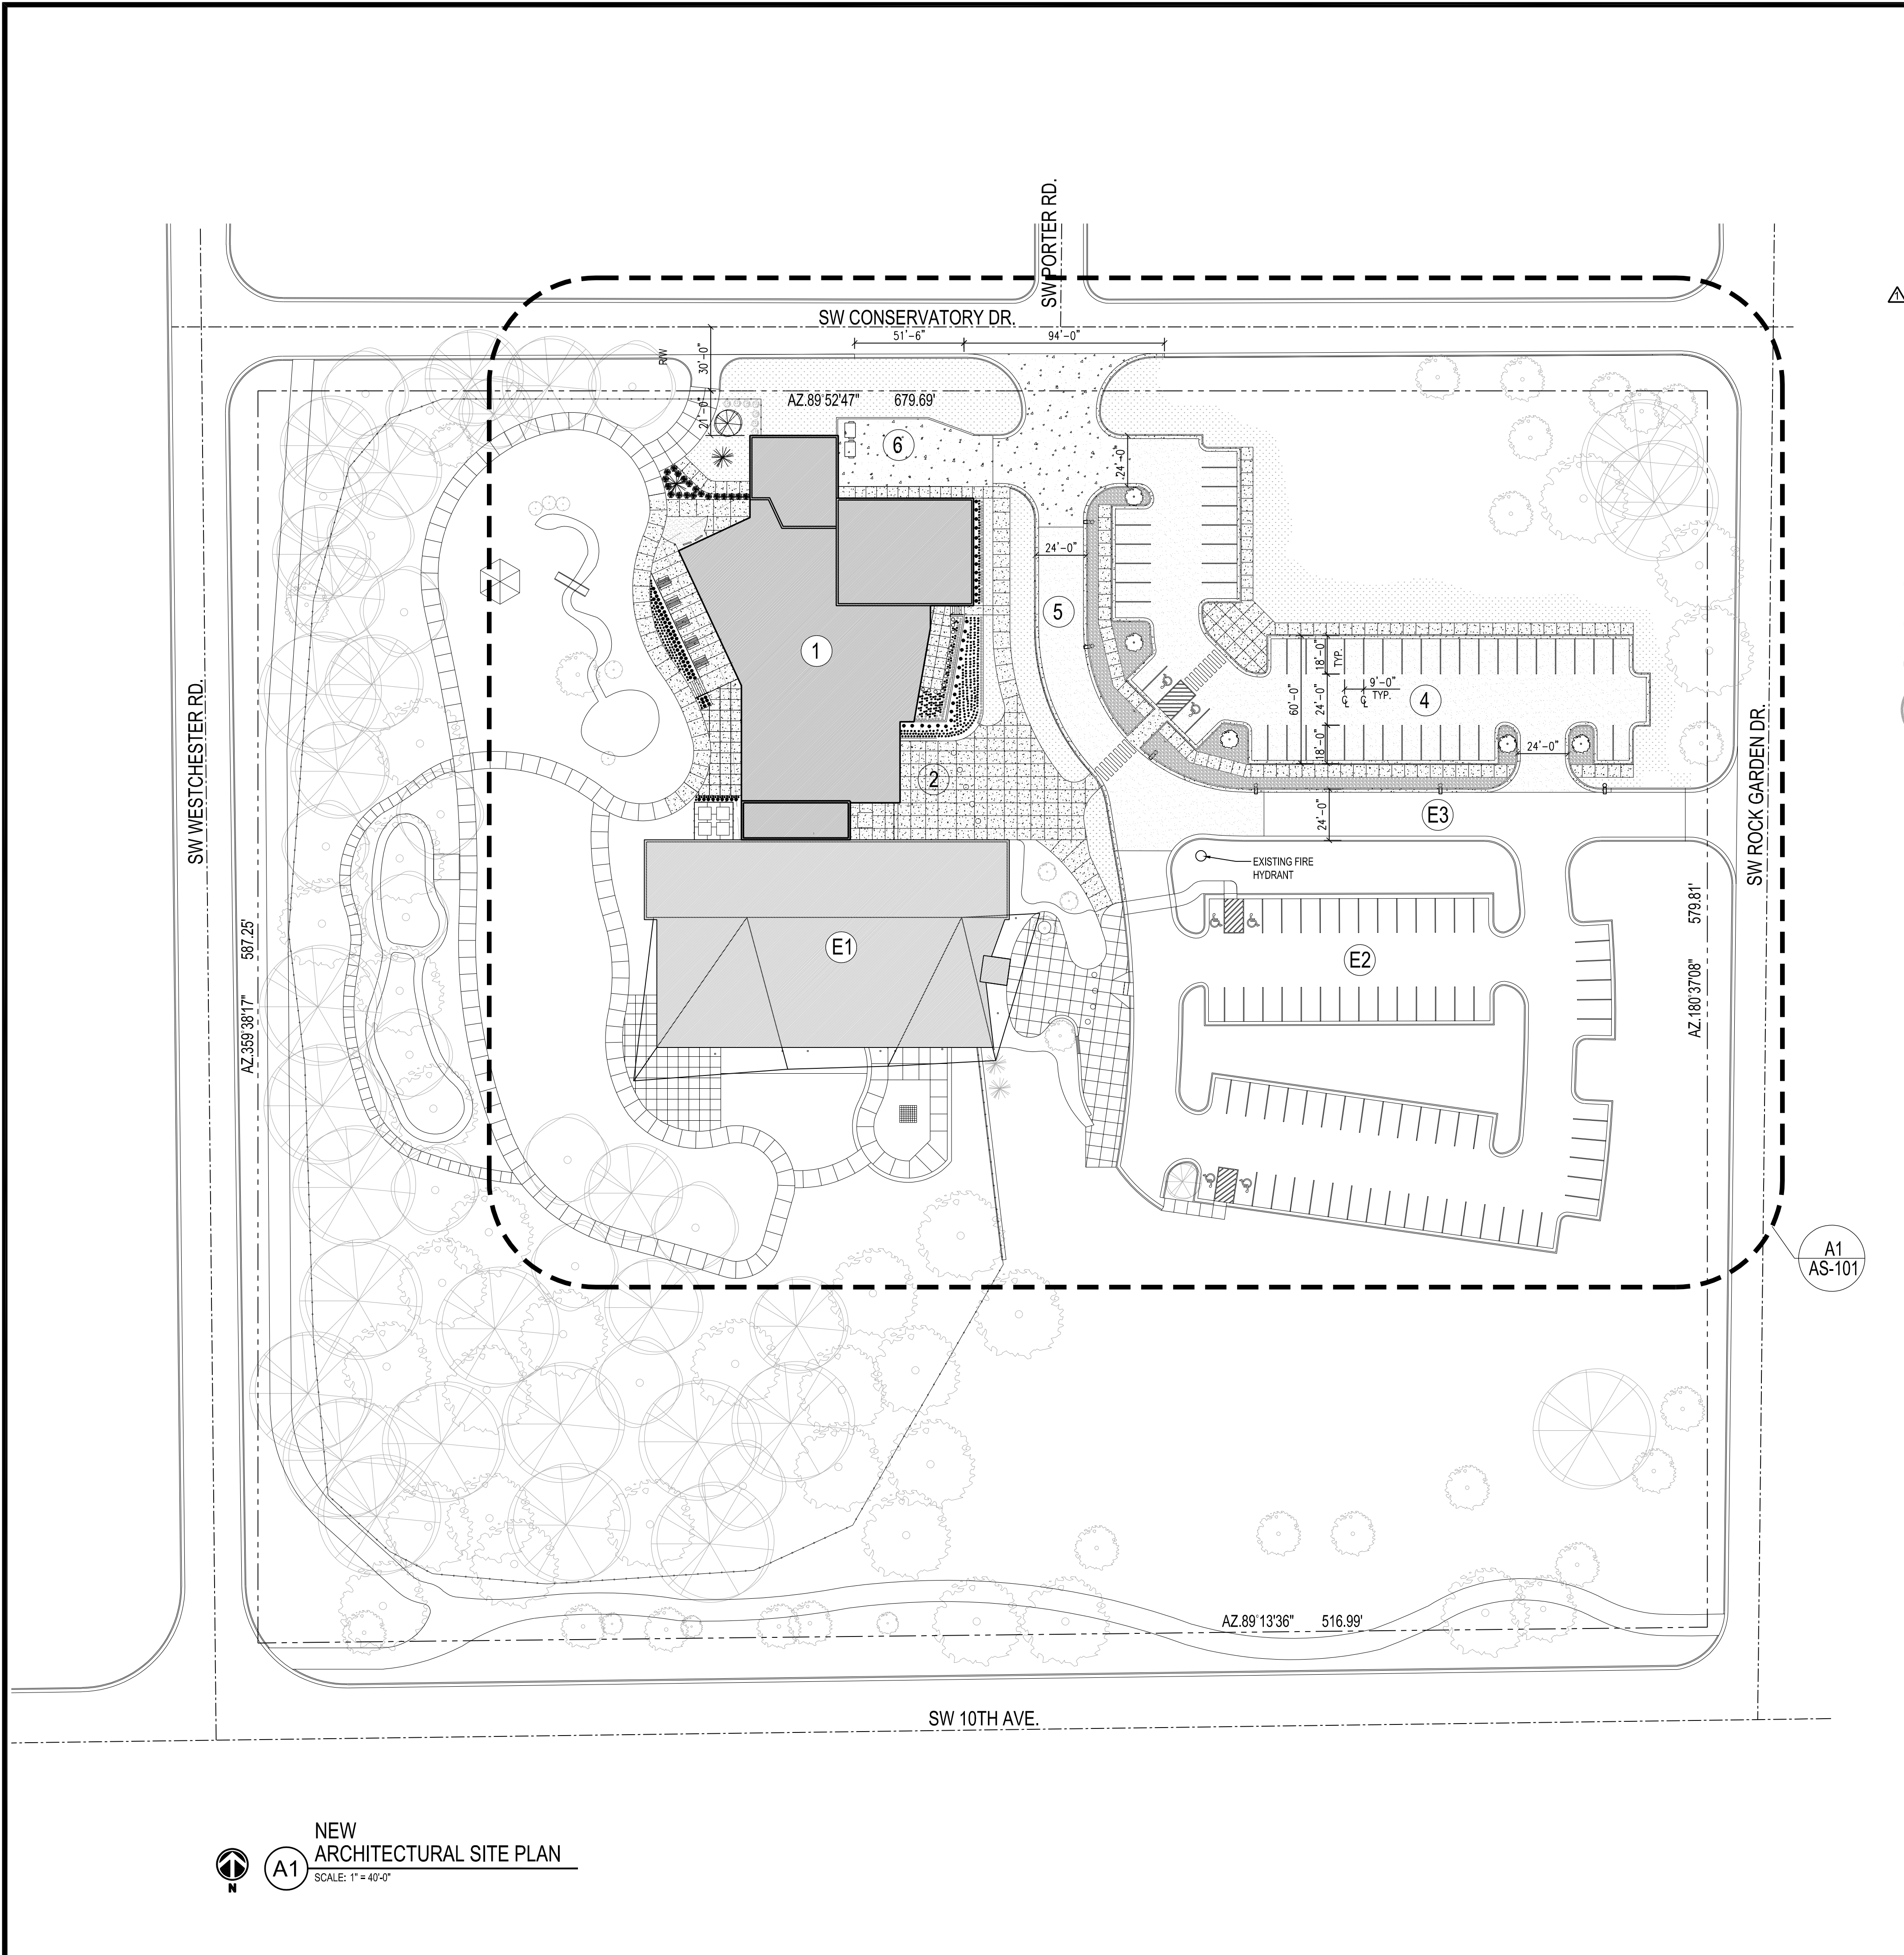 SW PORTER RD.
SW CONSERVATORY DR.
51'-6"
94'-0"
R/W
30'-0"
21'-0"
AZ.89°52'47" 679.69'
6
24'-0"
24'-0"
5
1
18'-0"
TYP.
9'-0"
TYP.
60'-0"
24'-0"
4
18'-0"
24'-0"
2
SW WESTCHESTER RD.
SW ROCK GARDEN DR.
24'-0"
E3
EXISTING FIRE
HYDRANT
E1
E2
AZ.359°38'17" 587.25'
AZ.180°37'08" 579.81'
A1
AS-101
AZ.89°13'36" 516.99'
SW 10TH AVE.
NEW
ARCHITECTURAL SITE PLAN
A1
SCALE: 1" = 40'-0"
N